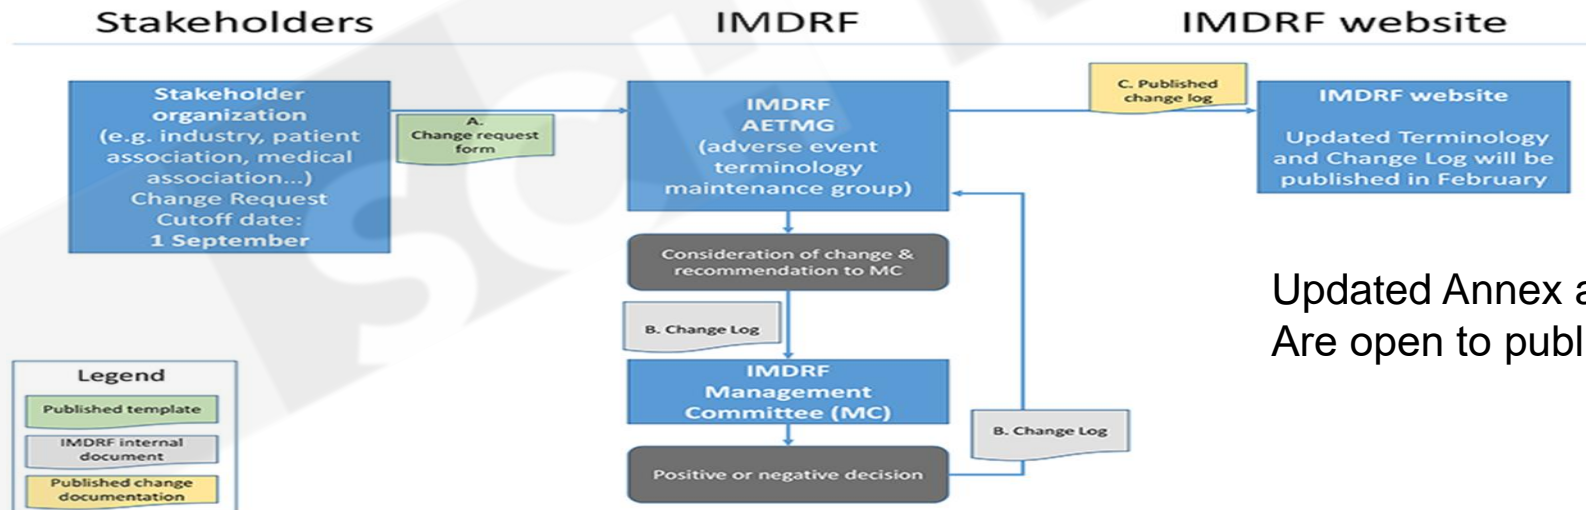 Stakeholders
IMDRF
IMDRF website
Stakeholder
organization
(e.g. industry, patient
association, medical
association...)
Change Request
Cutoff date:
1 September
A.
Change request
form
IMDRF
AETMG
(adverse event
terminology
maintenance group)
C. Published
change log
IMDRF website
Updated Terminology
and Change Log will be
published in February
Consideration of change &
recommendation to MC
B. Change Log
IMDRF
Management
Committee (MC)
B. Change Log
Positive or negative decision
Updated Annex
Are open to
Legend
Published template
IMDRF internal
document
Published change
documentation